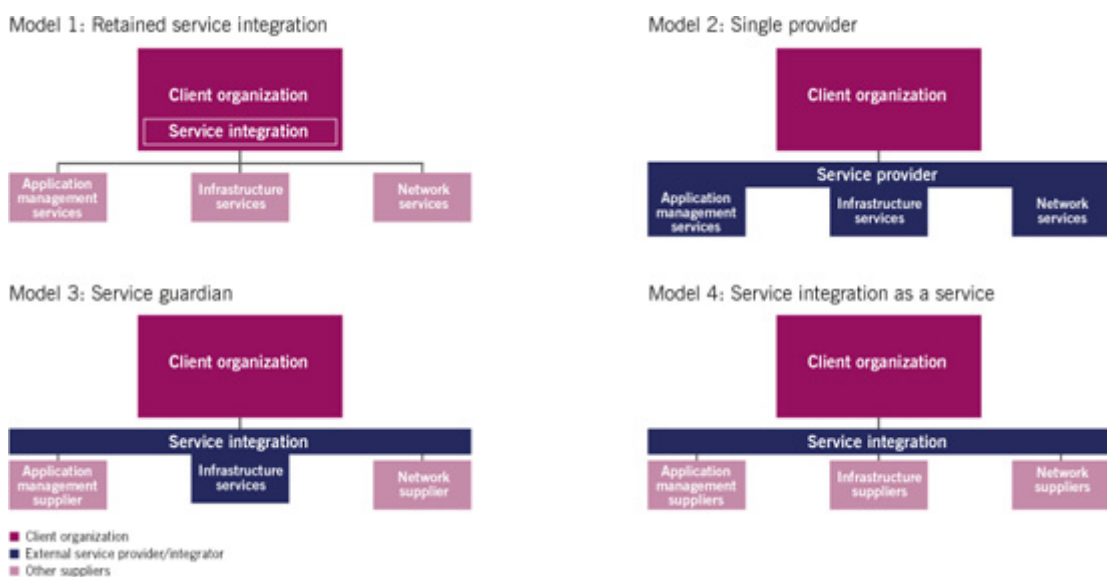 Model 1: Retained service integration
Client organization
Service integration
Application
management
services
Infrastructure
services
Network
services
Model 2: Single provider
Client organization
Service provider
Application
management
services
Infrastructure
services
Network
services
Model 3: Service guardian
Client organization
Service integration
Application
management
supplier
Infrastructure
services
Network
supplier
Model 4: Service integration as a service
Client organization
Service integration
Application
management
suppliers
Infrastructure
suppliers
Network
suppliers
Client organization
External service provider/integrator
Other suppliers